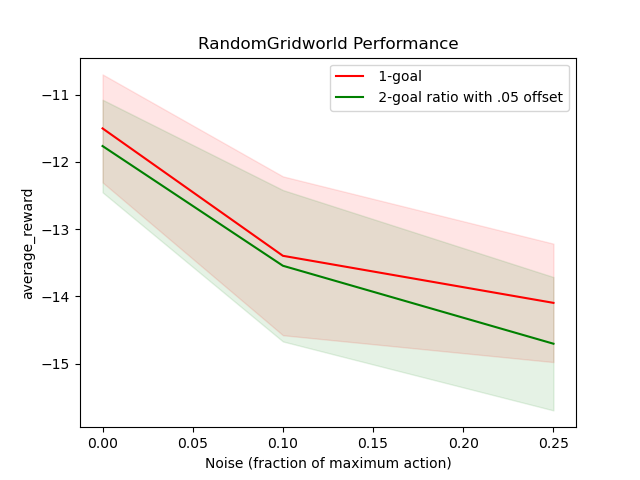 RandomGridworld Performance
1-goal
2-goal ratio with .05 offset
average_reward
−11
−12
−13
−14
−15
0.00 0.05 0.10 0.15 0.20 0.25
Noise (fraction of maximum action)